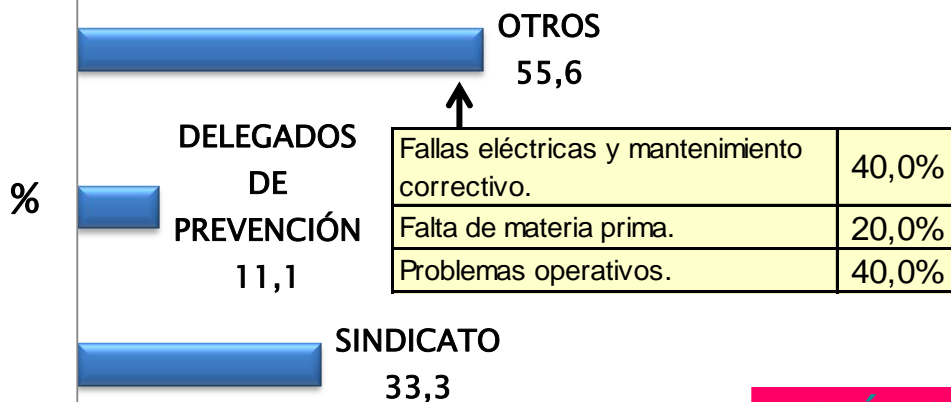 OTROS
55,6
DELEGADOS
DE
PREVENCIÓN
11,1
%
Fallas eléctricas y mantenimiento
correctivo.
40,0%
Falta de materia prima.
20,0%
Problemas operativos.
40,0%
SINDICATO
33,3